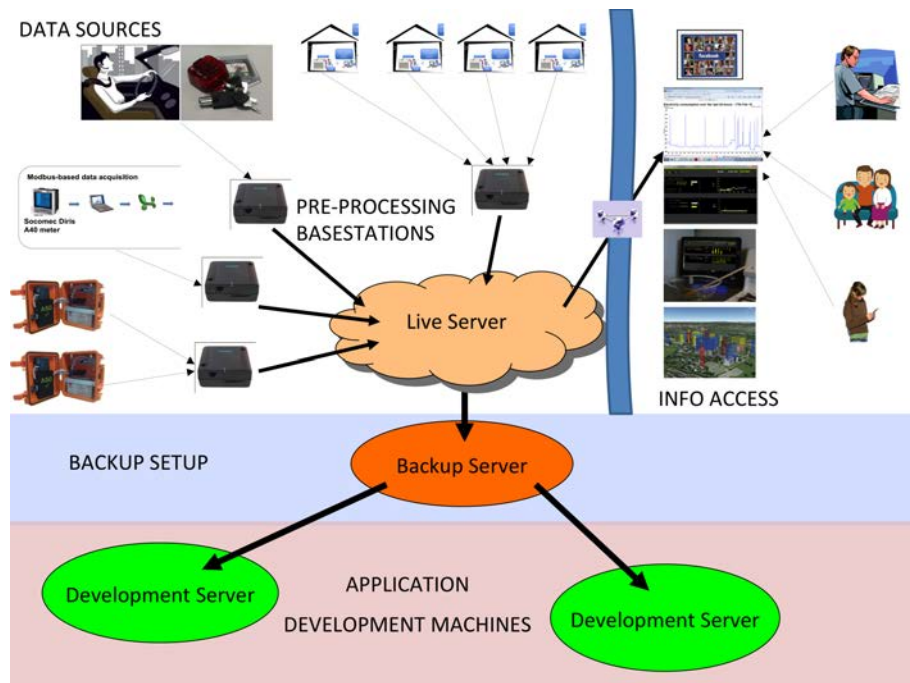 DATA SOURCES
Modbus-based data acquisition
Socomec Diris
A40 meter
PRE-PROCESSING
BASESTATIONS
Live Server
facebook
INFO ACCESS
BACKUP SETUP
Backup Server
Development Server
APPLICATION
DEVELOPMENT MACHINES
Development Server